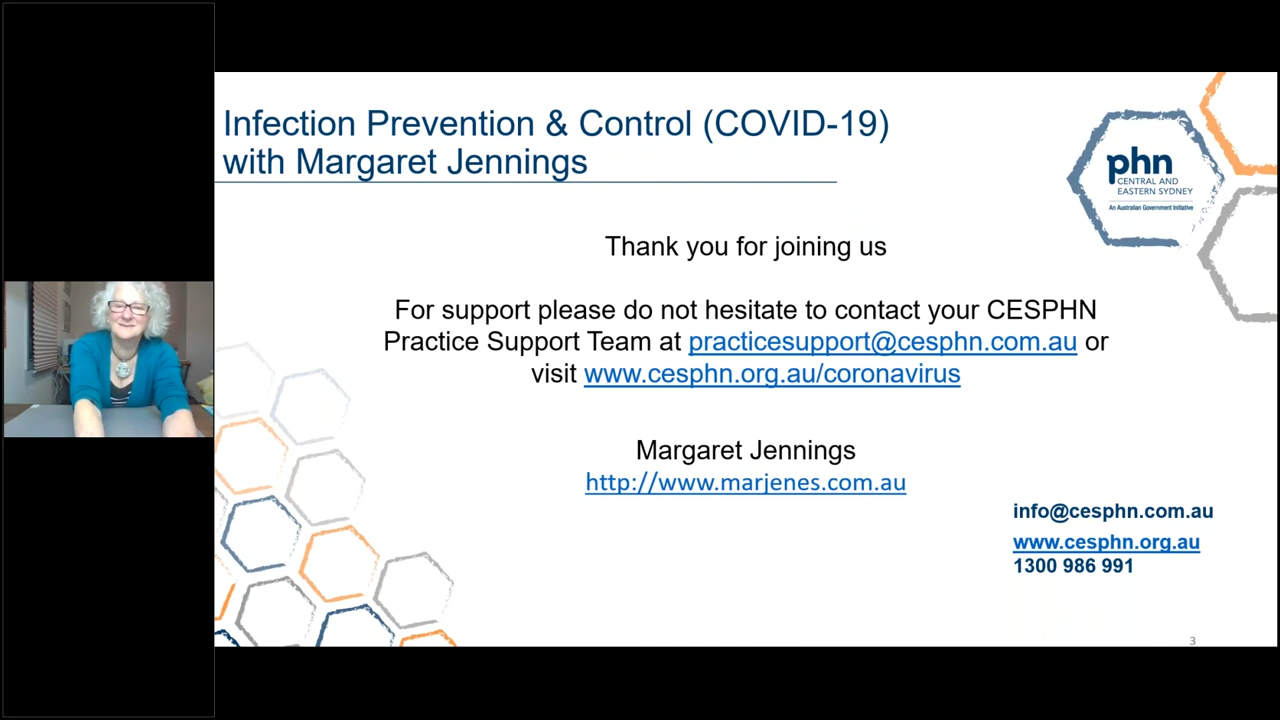 Infection Prevention & Control (COVID-19)
with Margaret Jennings
phn
CENTRAL AND
EASTERN SYDNEY
An Australian Government Initiative
Thank you for joining us
For support please do not hesitate to contact your CESPHN
Practice Support Team at practicesupport@cesphn.com.au or
visit www.cesphn.org.au/coronavirus
Margaret Jennings
http://www.marjenes.com.au
info@cesphn.com.au
www.cesphn.org.au
1300 986 991
3